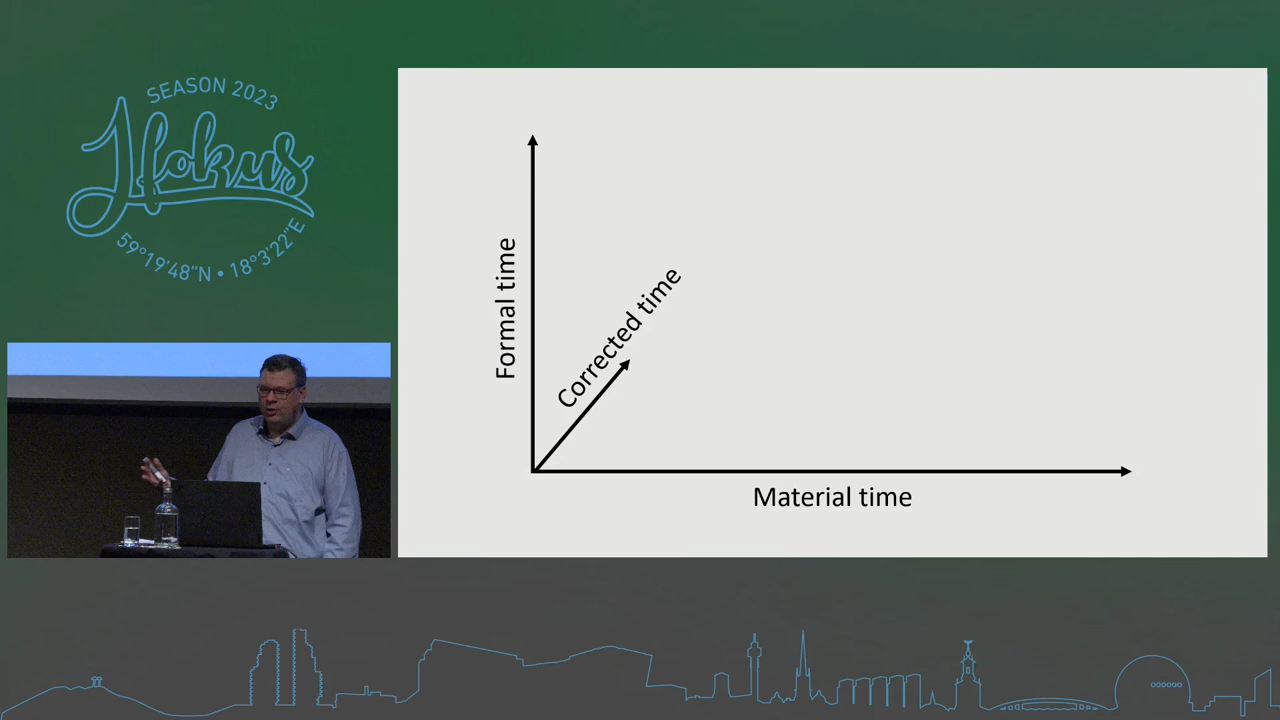 SEASON 2023
Jfokus
59°19'48"N • 18°3'22"E
Formal time
Corrected time
Material time